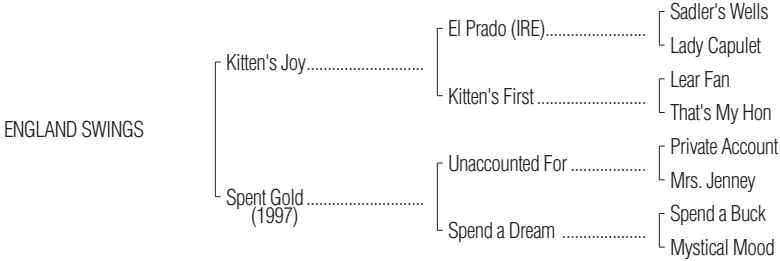 Sadler's Wells
El Prado (IRE)........................
Lady Capulet
Kitten's Joy............................
Lear Fan
Kitten's First ..........................
That's My Hon
ENGLAND SWINGS
Private Account
Unaccounted For ..................
Mrs. Jenney
Spent Gold ............................
(1997)
Spend a Buck
Spend a Dream ....................
Mystical Mood